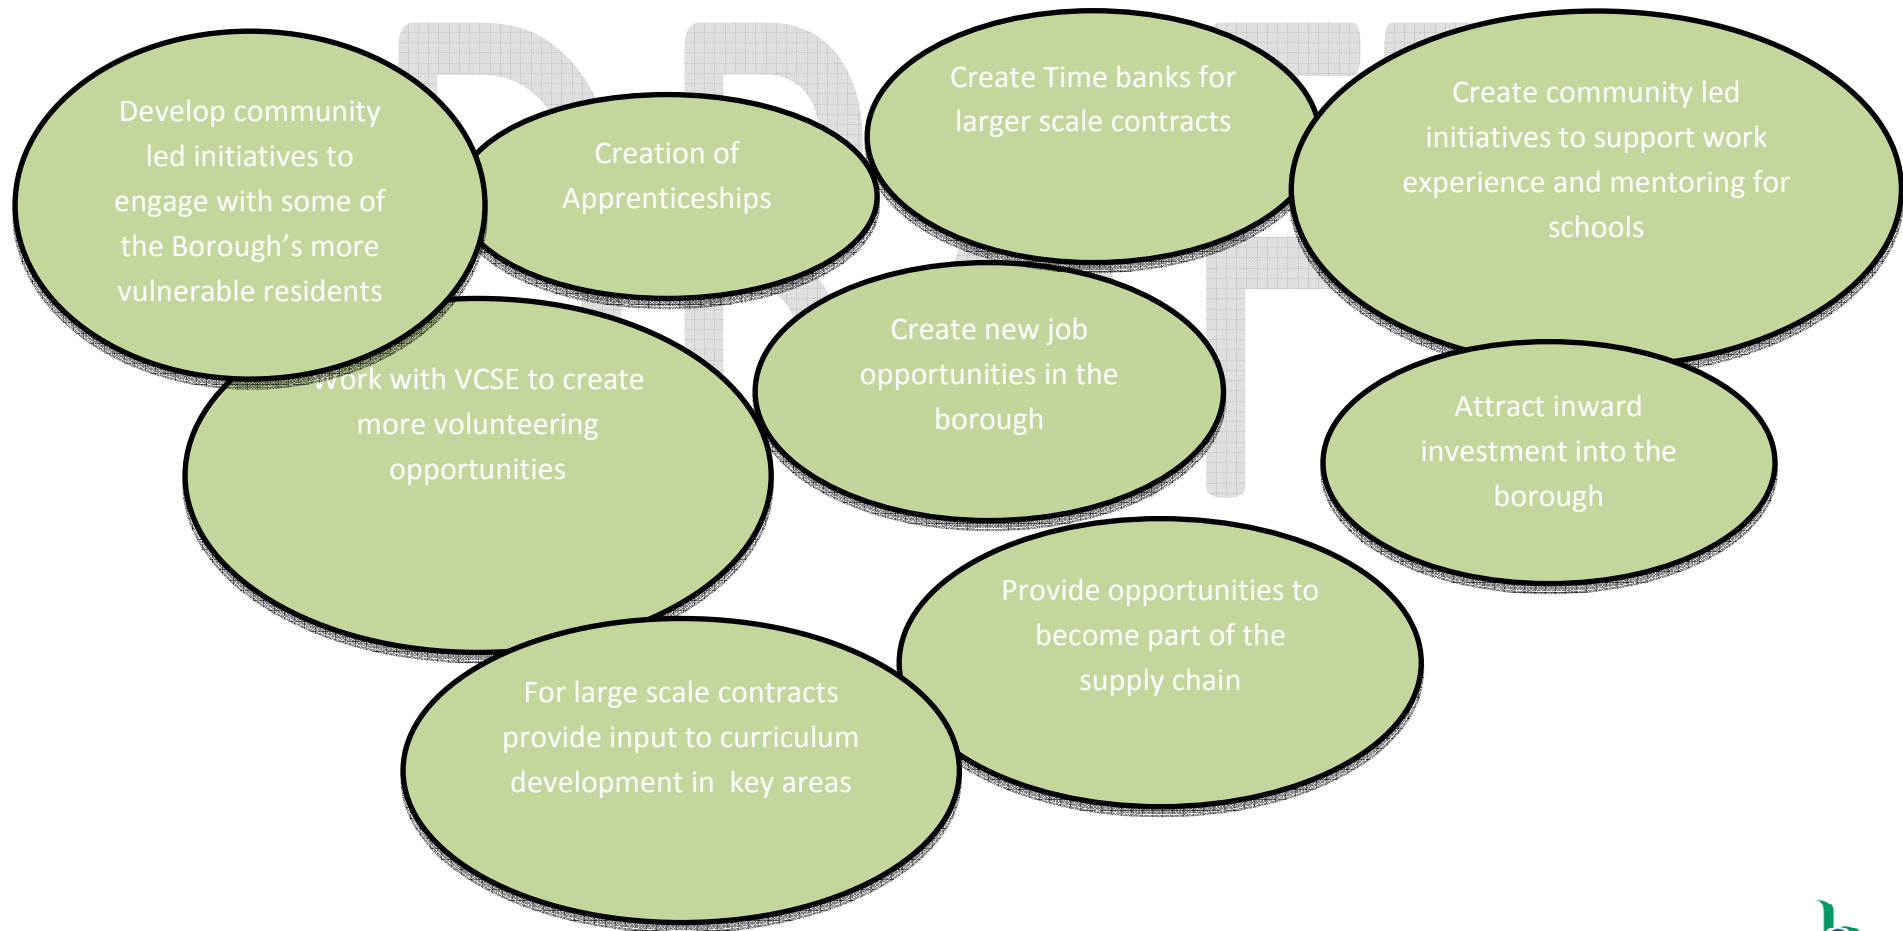 Develop community
led initiatives to
engage with some of
the Borough’s more
vulnerable residents
Creation of
Apprenticeships
Create Time banks for
larger scale contracts
Create community led
initiatives to support work
experience and mentoring for
schools
Work with VCSE to create
more volunteering
opportunities
Create new job
opportunities in the
borough
Attract inward
investment into the
borough
Provide opportunities to
become part of the
supply chain
For large scale contracts
provide input to curriculum
development in  key areas